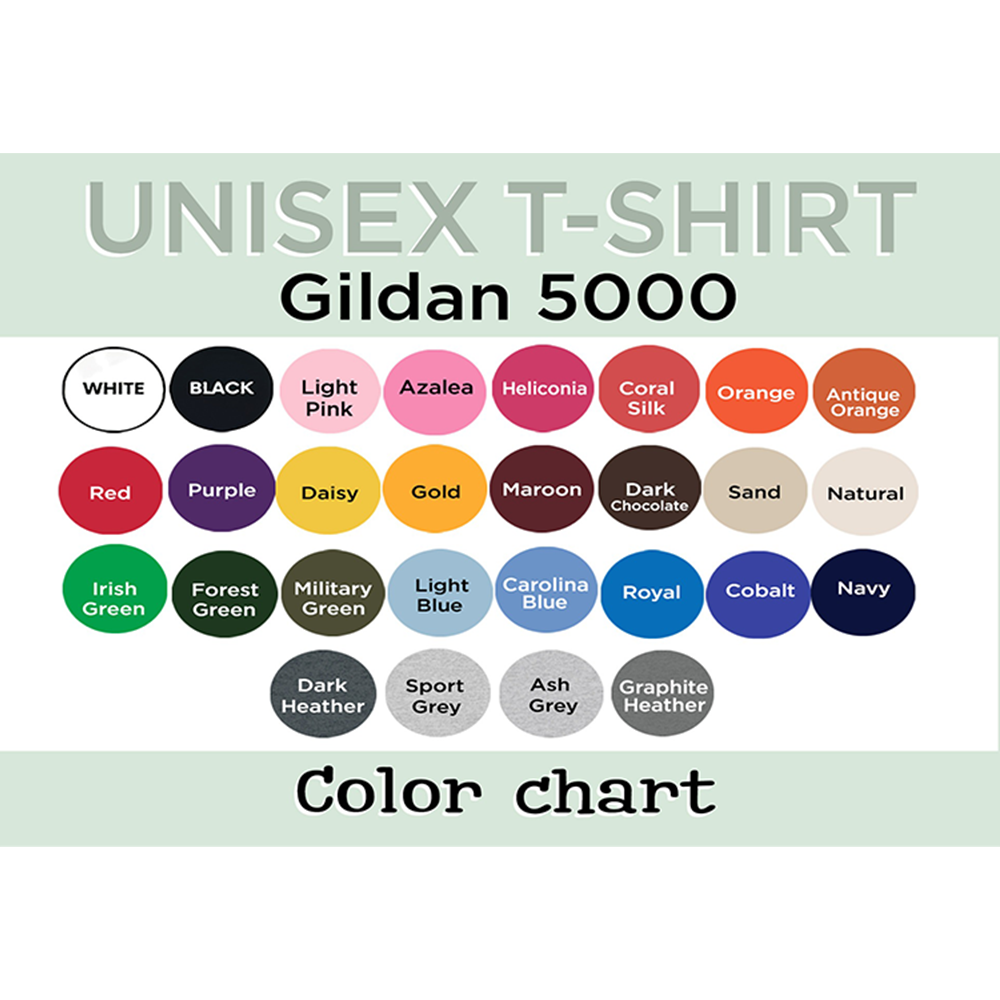 UNISEX T-SHIRT
Gildan 5000
WHITE
BLACK
Light
Pink
Azalea
Heliconia
Coral
Silk
Orange
Antique
Orange
Red
Purple
Daisy
Gold
Maroon
Dark
Chocolate
Sand
Natural
Irish
Green
Forest
Green
Military
Green
Light
Blue
Carolina
Blue
Royal
Cobalt
Navy
Dark
Heather
Sport
Grey
Ash
Grey
Graphite
Heather
Color chart